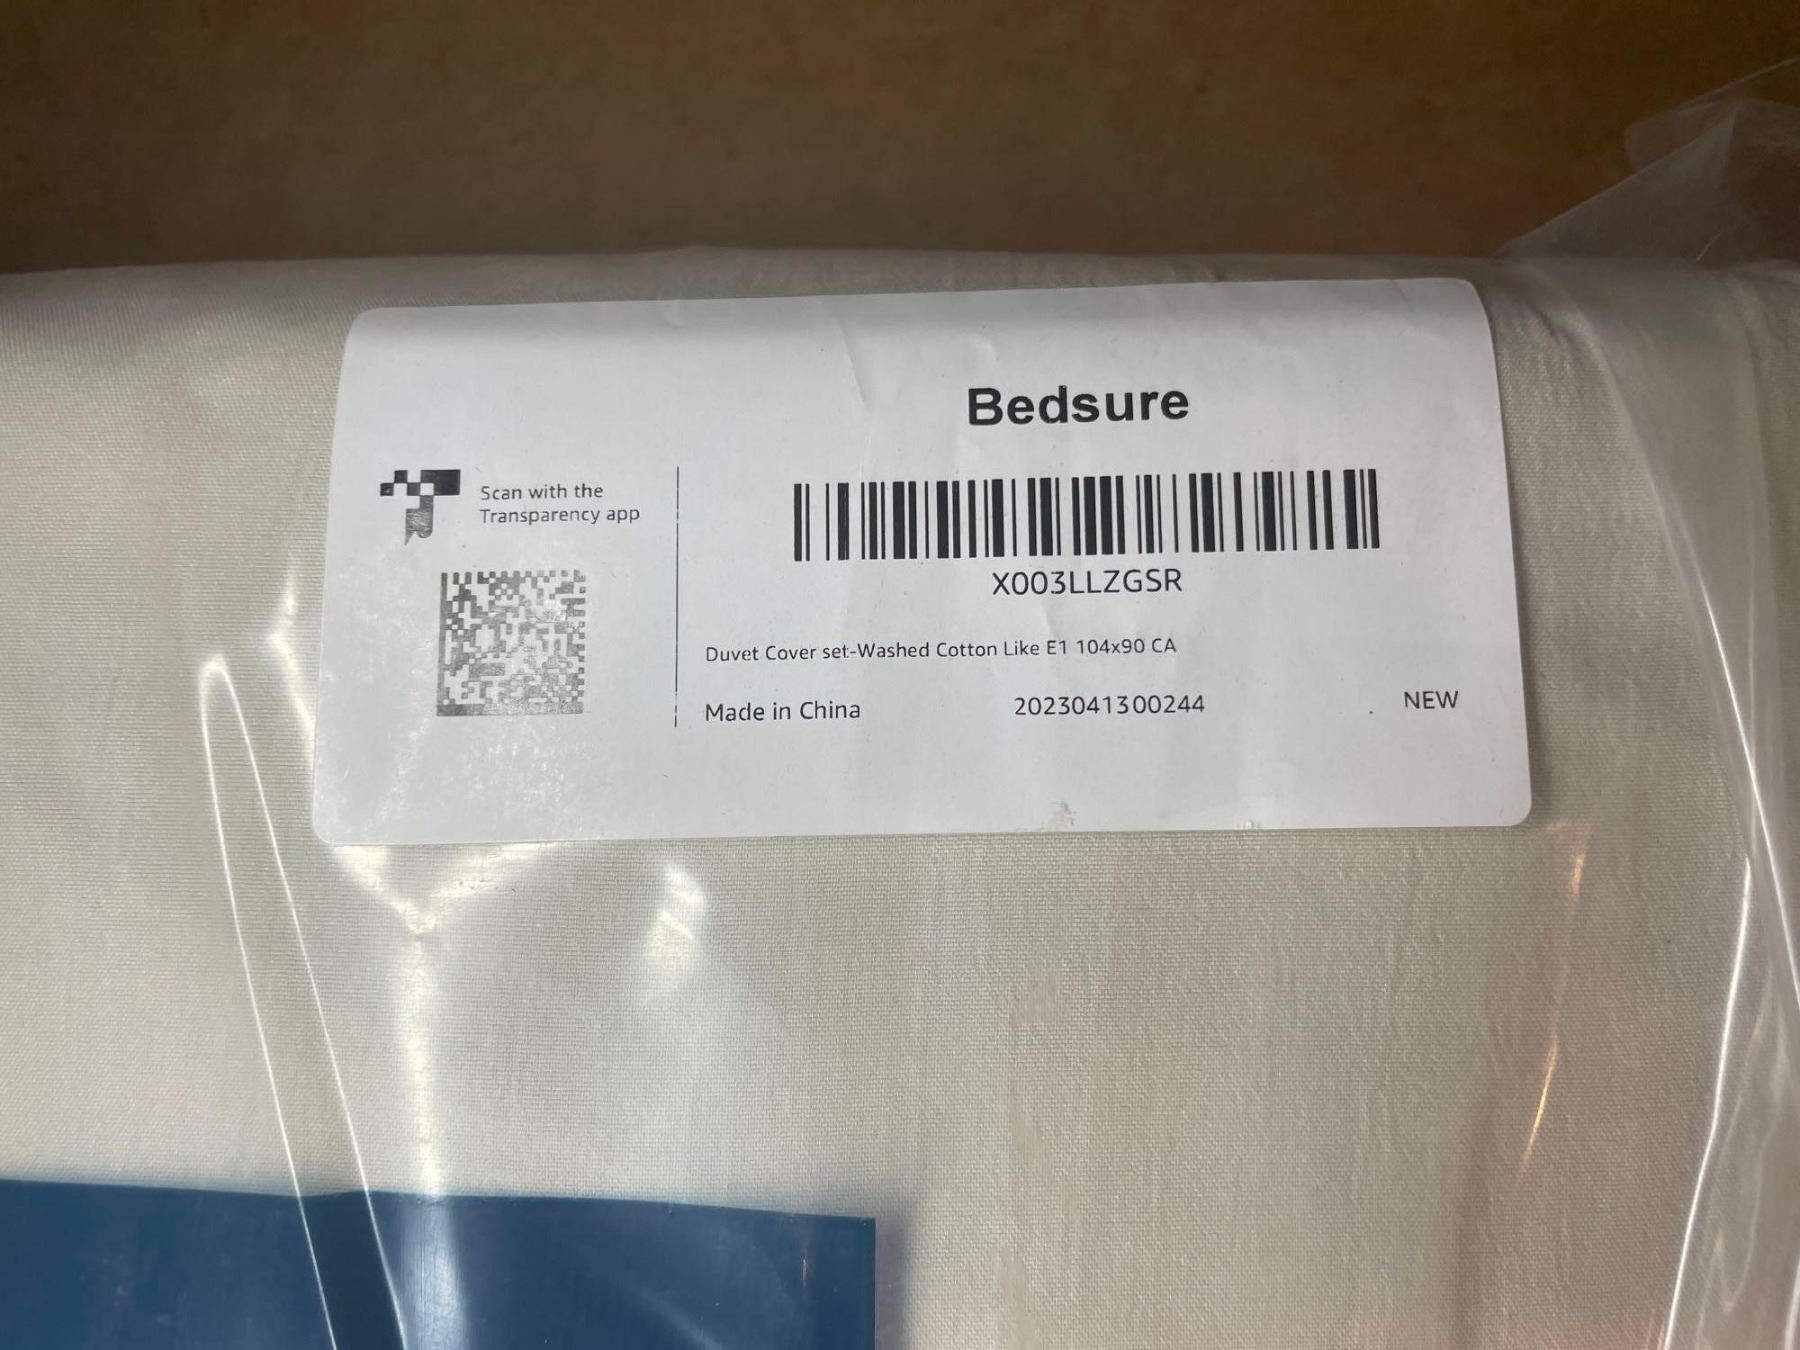 Bedsure
Scan with the
Transparency app
X003LLZGSR
Duvet Cover set-Washed Cotton Like E1 104x90 CA
Made in China 2023041300244 NEW